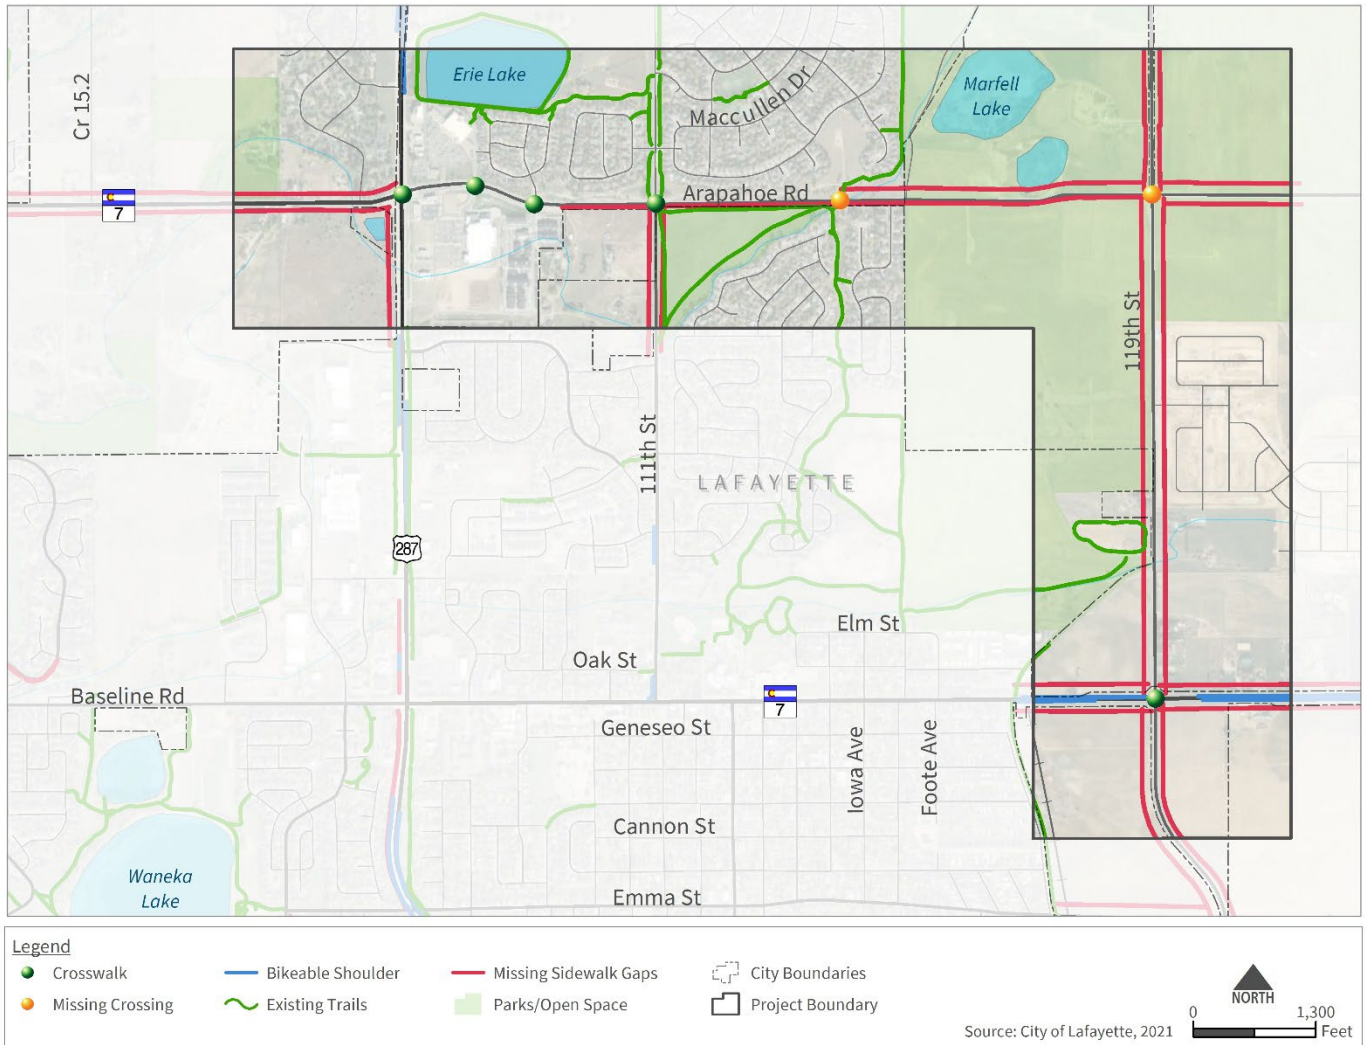 Cr 15.2
Erie Lake
Maccullen Dr
Marfell
Lake
7
Arapahoe Rd
119th St
111th St
LAFAYETTE
287
Elm St
Oak St
Baseline Rd
7
Geneseo St
Iowa Ave
Foote Ave
Cannon St
Waneka
Lake
Emma St
Legend
Crosswalk
Bikeable Shoulder
Missing Sidewalk Gaps
City Boundaries
Missing Crossing
Existing Trails
Parks/Open Space
Project Boundary
NORTH
0 1,300
Feet
Source: City of Lafayette, 2021